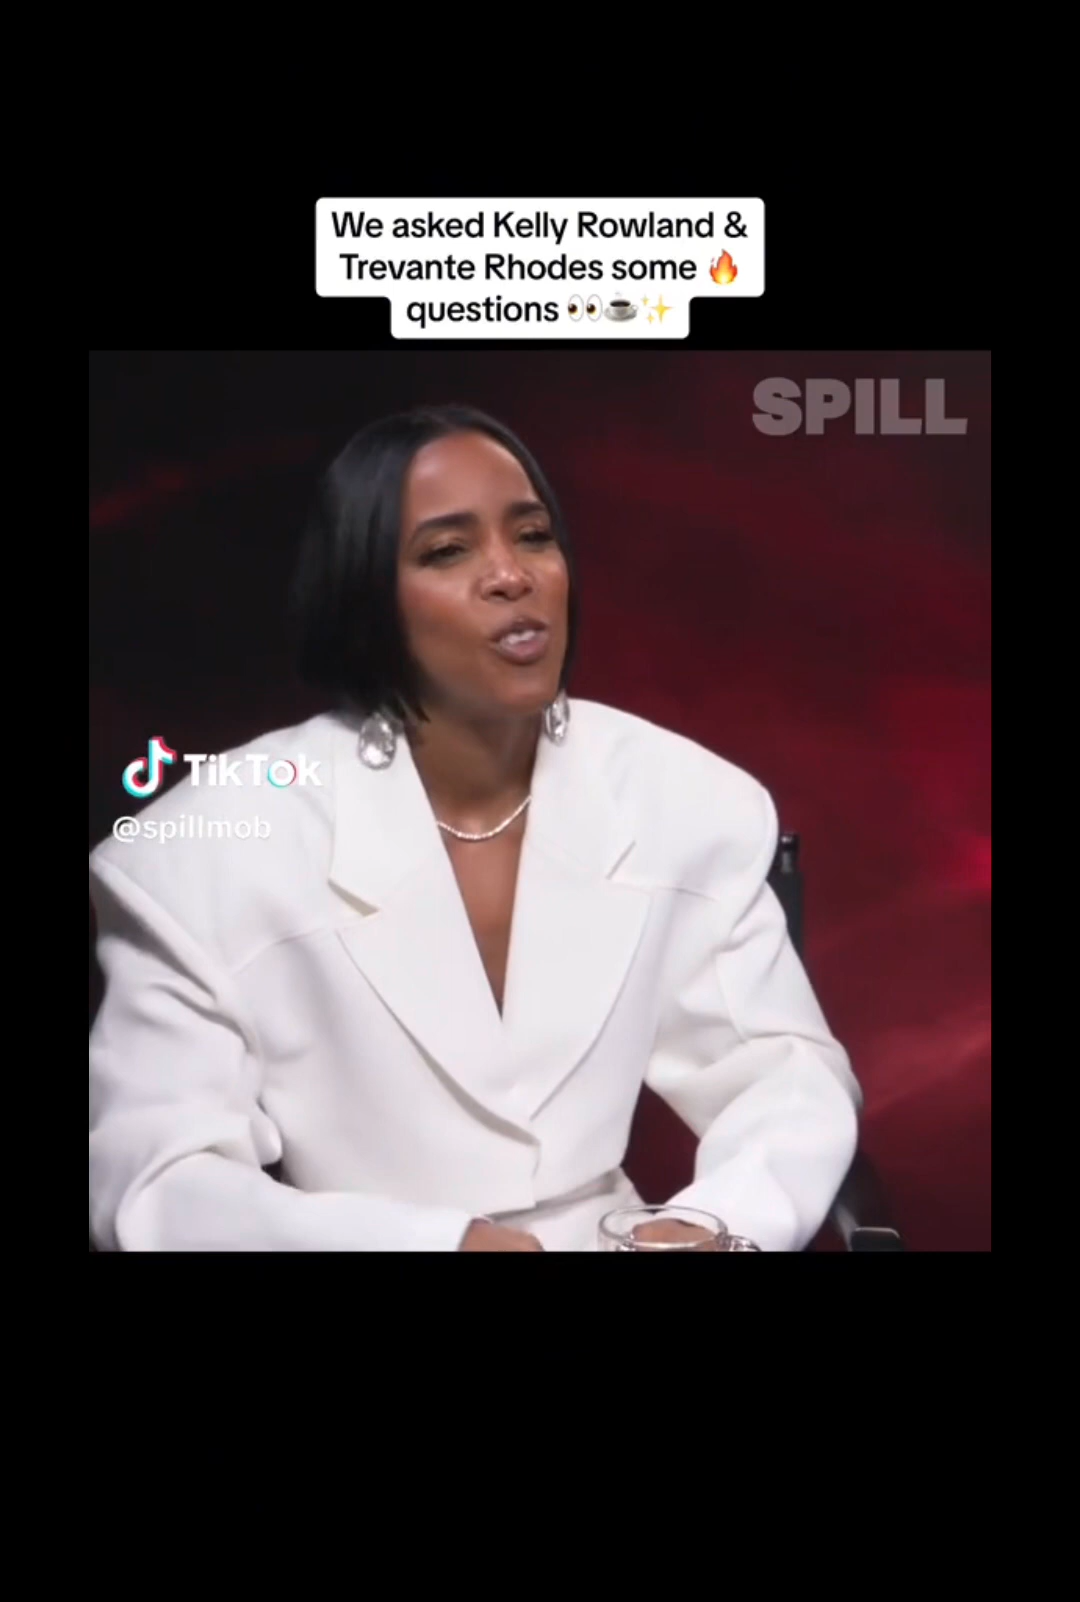 We asked Kelly Rowland &
Trevante Rhodes some 🔥
questions 👀☕✨
SPILL
TikTok
@spillmob